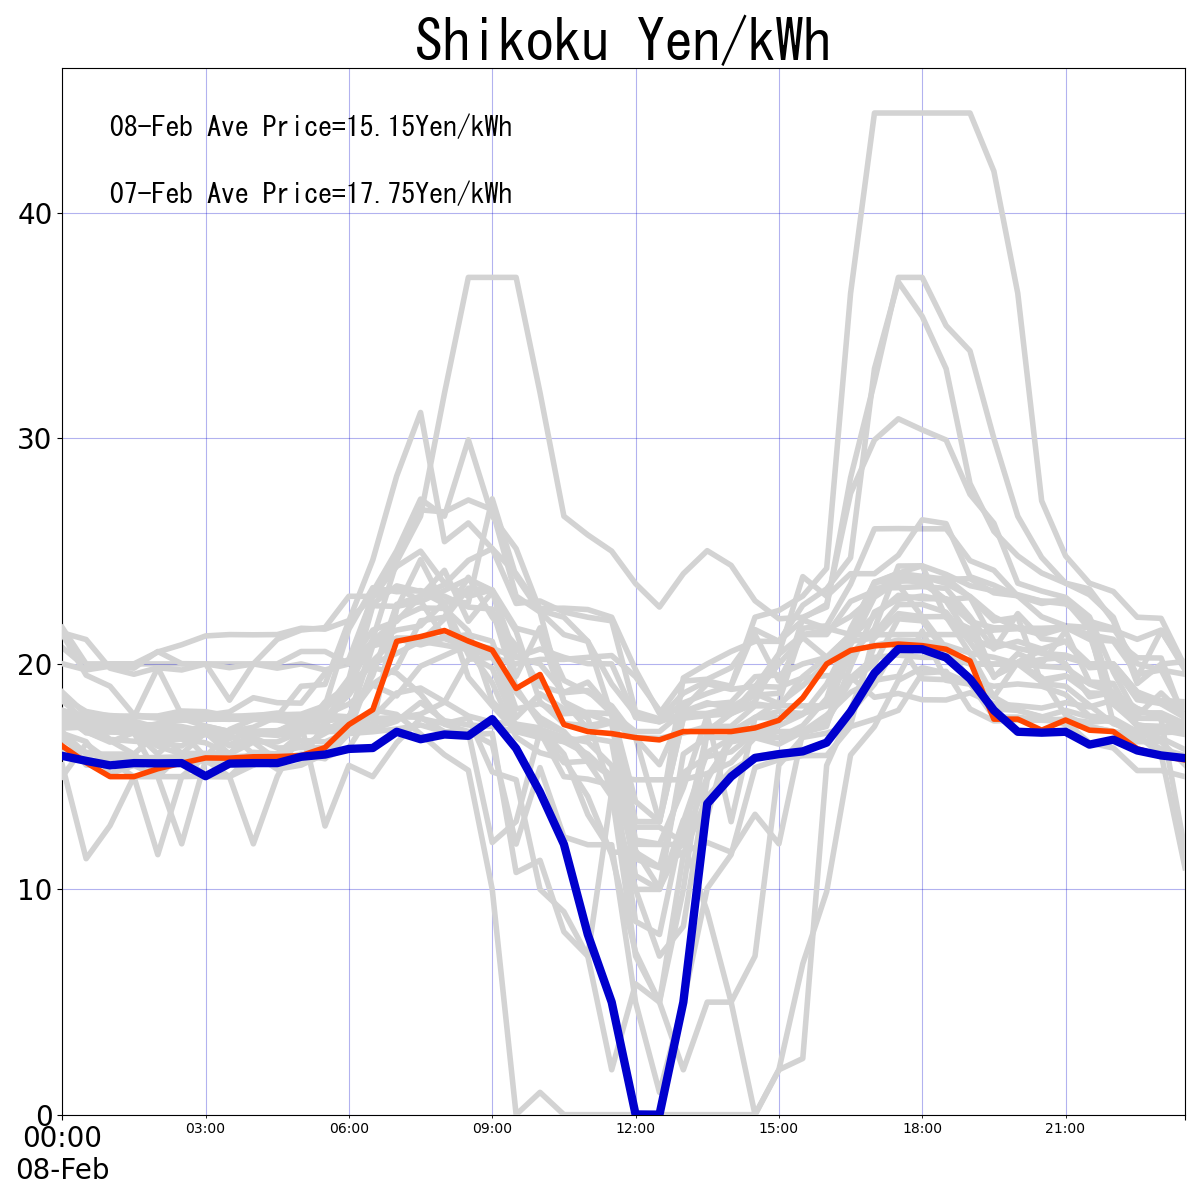 Shikoku Yen/kWh
08-Feb Ave Price=15.15Yen/kWh
07-Feb Ave Price=17.75Yen/kWh
40
30
20
10
0
00:00 03:00 06:00 09:00 12:00 15:00 18:00 21:00
08-Feb